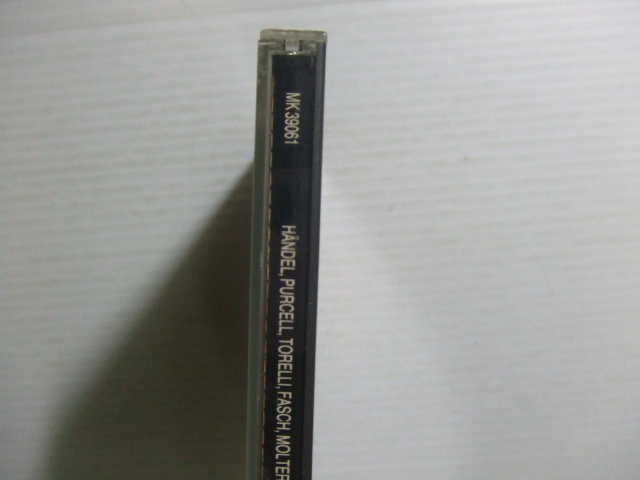 MK 39061
HÄNDEL, PURCELL, TORELLI, FASCH, MOLTER